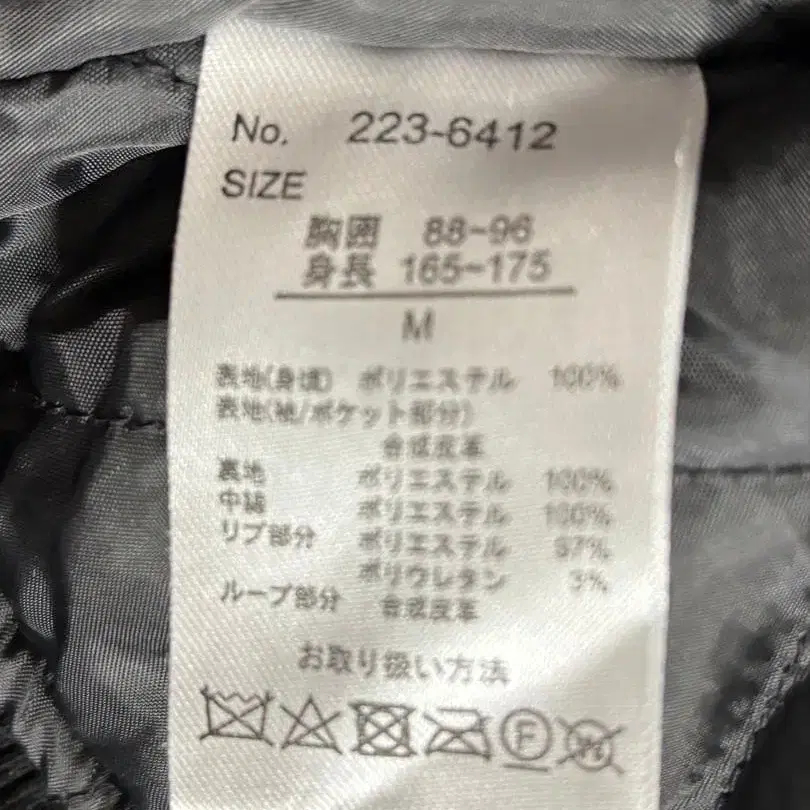 No. 223-6412
SIZE
胸囲 88-96
身長 165-175
M
表地(身頃) ポリエステル 100%
表地(袖/ポケット部分)
合成皮革
裏地 ポリエステル 100%
中綿 ポリエステル 100%
リブ部分 ポリエステル 97%
ポリウレタン 3%
ループ部分 合成皮革
お取り扱い方法
F